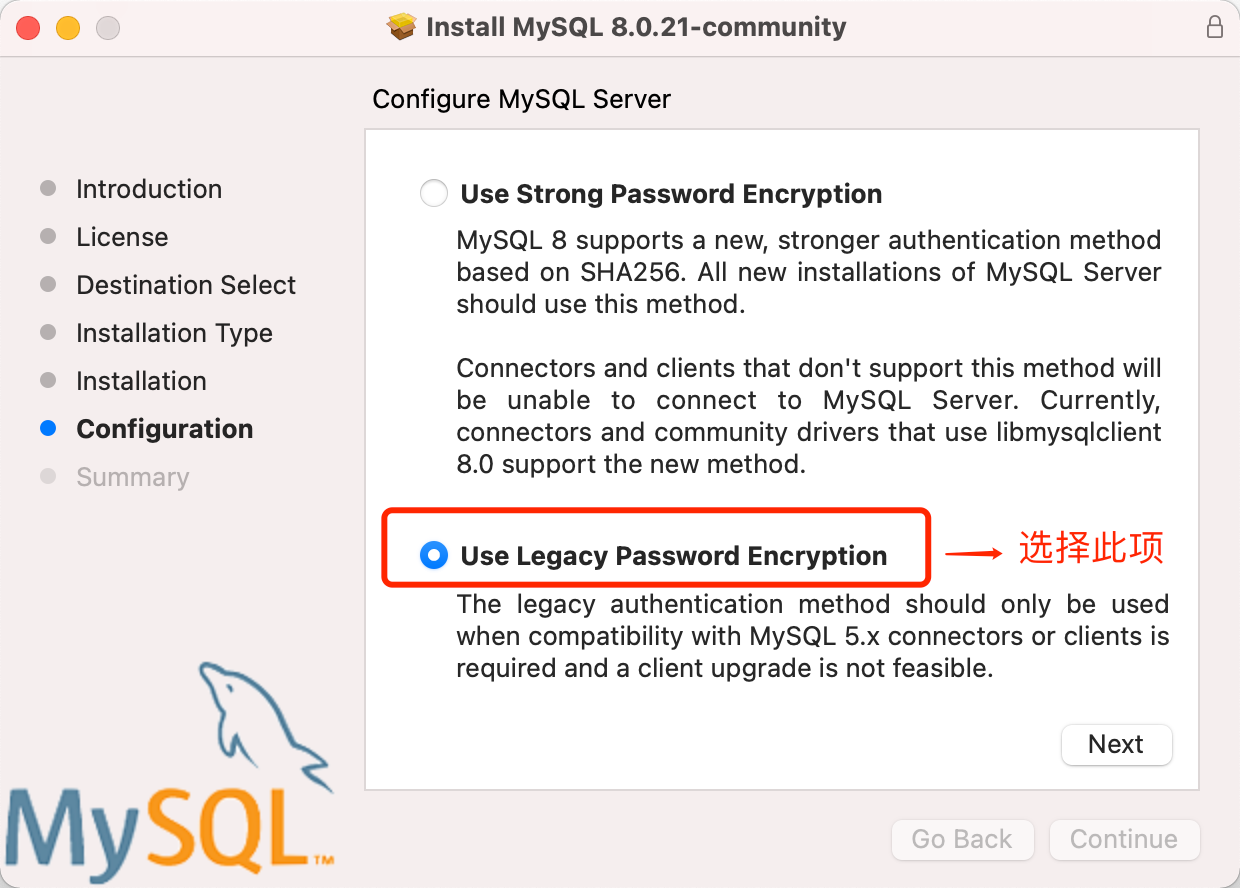 Install MySQL 8.0.21-community
Configure MySQL Server
Introduction
License
Destination Select
Installation Type
Installation
Configuration
Summary
Use Strong Password Encryption
MySQL 8 supports a new, stronger authentication method
based on SHA256. All new installations of MySQL Server
should use this method.
Connectors and clients that don't support this method will
be unable to connect to MySQL Server. Currently,
connectors and community drivers that use libmysqlclient
8.0 support the new method.
Use Legacy Password Encryption
选择此项
The legacy authentication method should only be used
when compatibility with MySQL 5.x connectors or clients is
required and a client upgrade is not feasible.
Next
MySQL™
Go Back
Continue